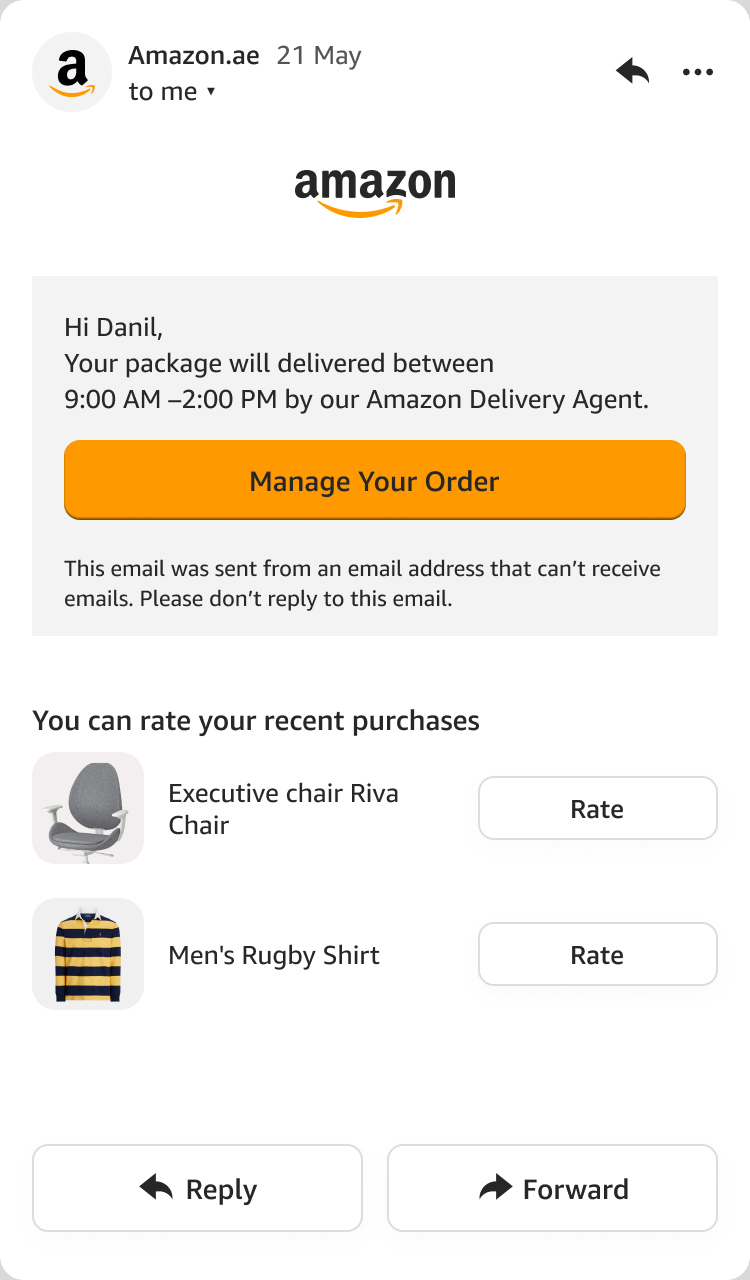 a
Amazon.ae 21 May
to me
amazon
Hi Danil,
Your package will delivered between
9:00 AM –2:00 PM by our Amazon Delivery Agent.
Manage Your Order
This email was sent from an email address that can’t receive
emails. Please don’t reply to this email.
You can rate your recent purchases
Executive chair Riva
Chair
Rate
Men's Rugby Shirt
Rate
Reply
Forward